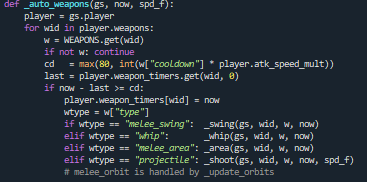 def _auto_weapons(gs, now, spd_f):
    player = gs.player
    for wid in player.weapons:
        w = WEAPONS.get(wid)
        if not w: continue
        cd   = max(80, int(w["cooldown"] * player.atk_speed_mult))
        last = player.weapon_timers.get(wid, 0)
        if now - last >= cd:
            player.weapon_timers[wid] = now
            wtype = w["type"]
            if wtype == "melee_swing":  _swing(gs, wid, w, now)
            elif wtype == "whip":       _whip(gs, wid, w, now)
            elif wtype == "melee_area": _area(gs, wid, w, now)
            elif wtype == "projectile": _shoot(gs, wid, w, now, spd_f)
            # melee_orbit is handled by _update_orbits